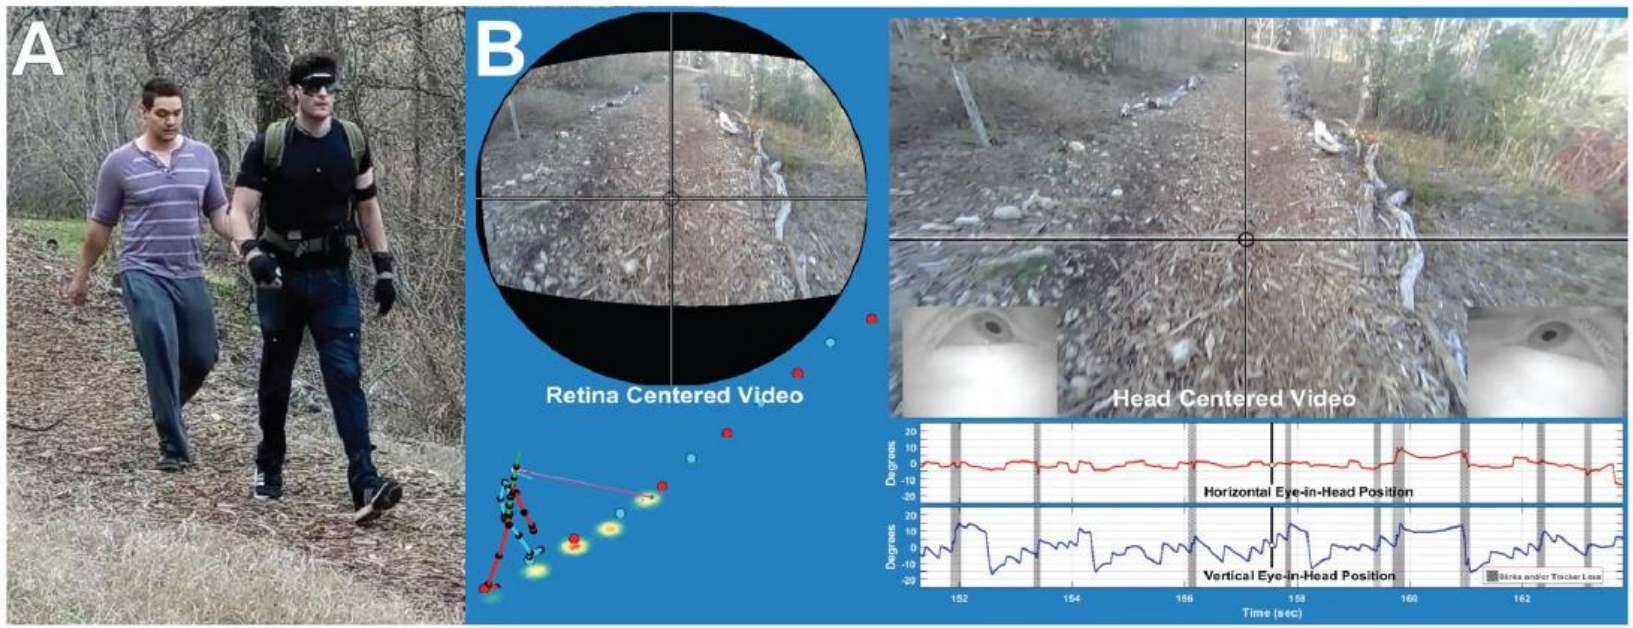 A
B
Retina Centered Video
Head Centered Video
Degrees
20
10
0
-10
-20
Horizontal Eye-in-Head Position
Degrees
20
10
0
-10
-20
Vertical Eye-in-Head Position
Blinks and/or Tracker Loss
152
154
156
158
160
162
Time (sec)